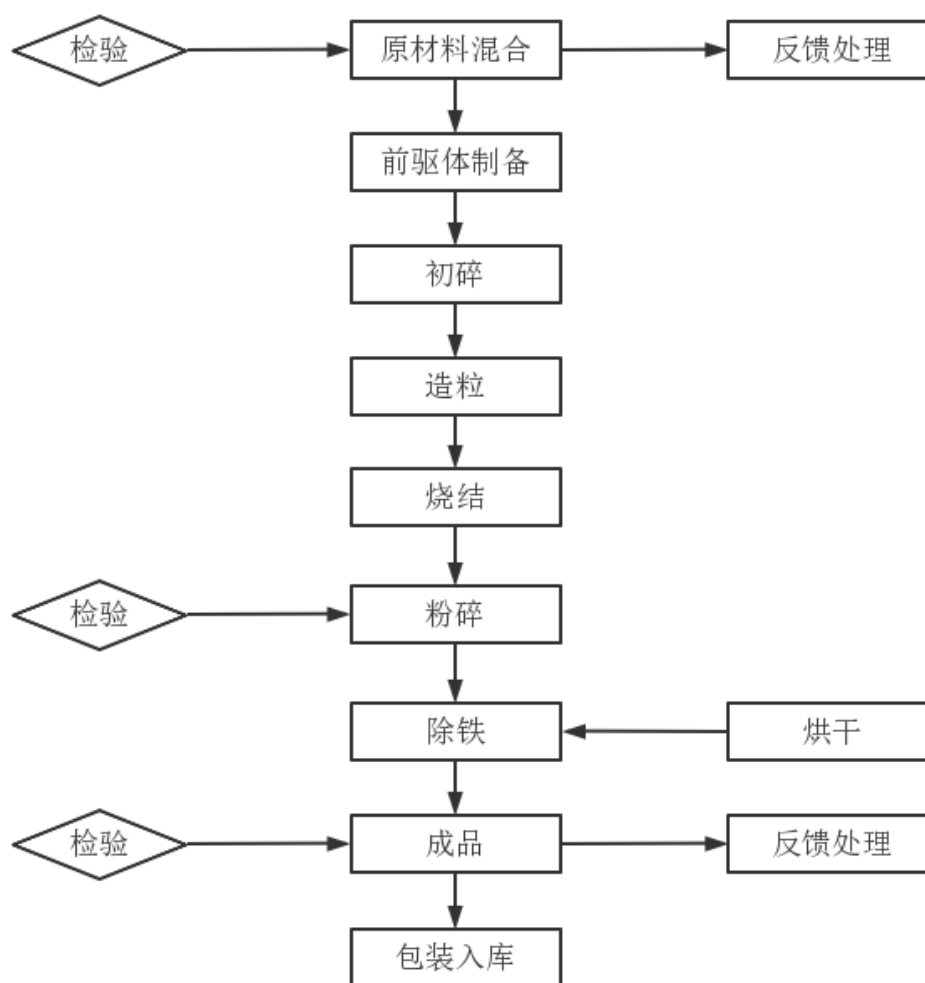 检验
原材料混合
反馈处理
前驱体制备
初碎
造粒
烧结
检验
粉碎
除铁
烘干
检验
成品
反馈处理
包装入库